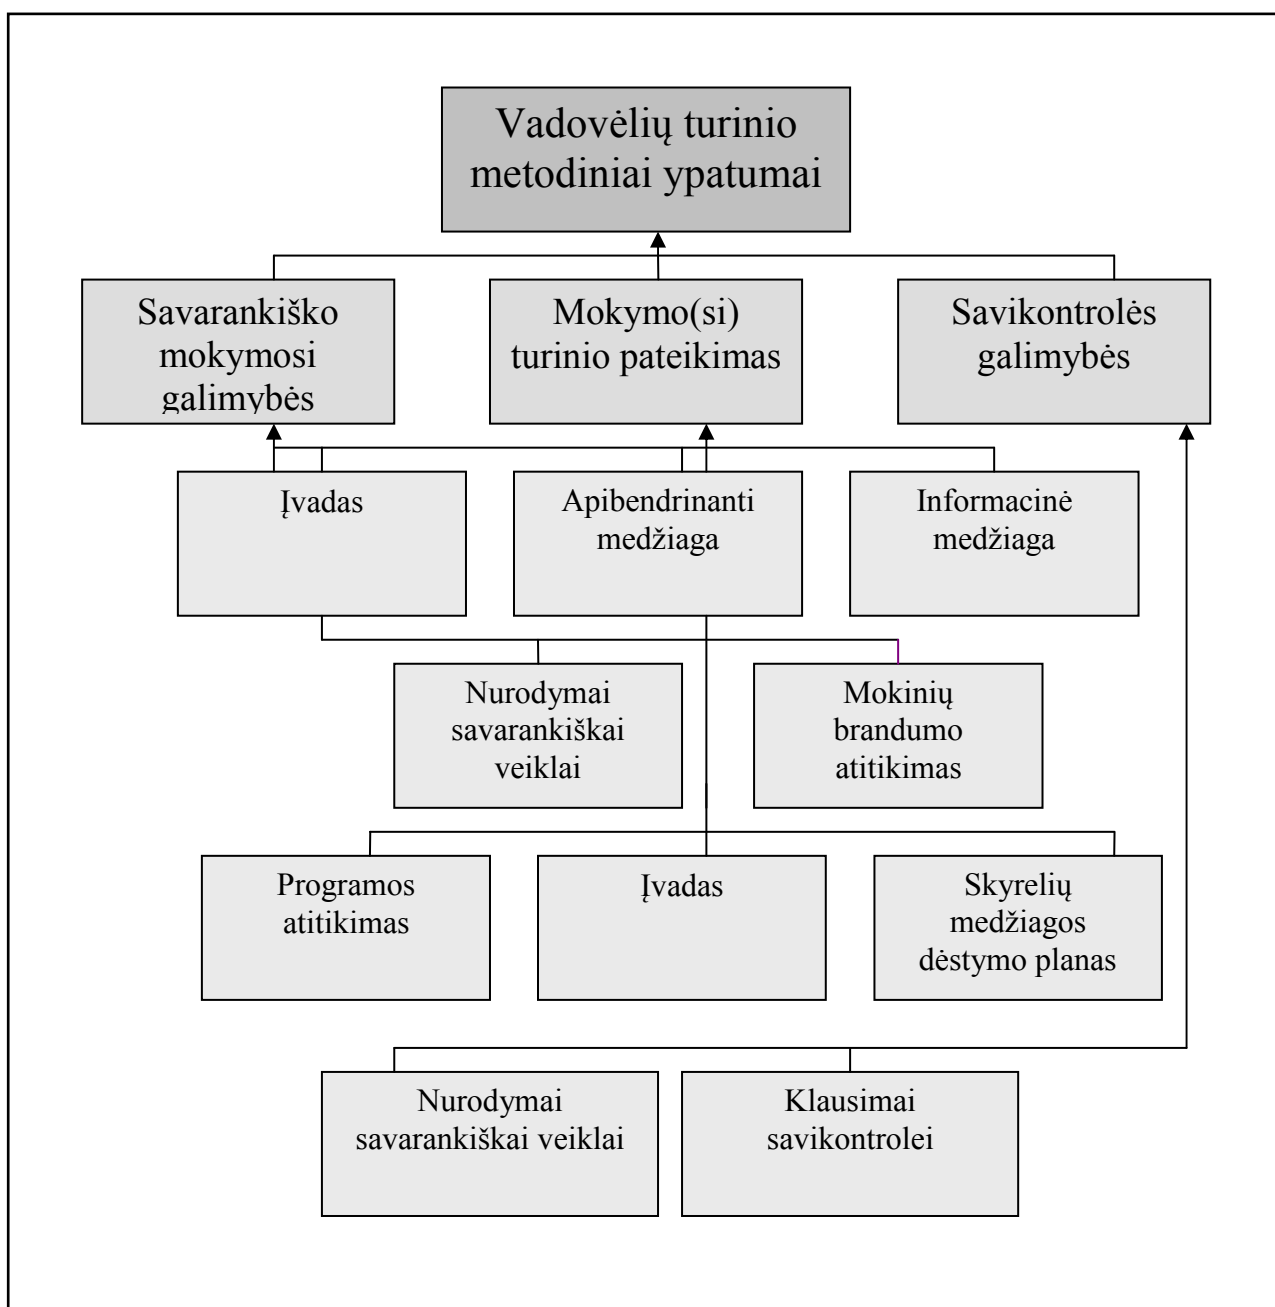 Vadovėlių turinio
metodiniai ypatumai
Savarankiško
mokymosi
galimybės
Mokymo(si)
turinio pateikimas
Savikontrolės
galimybės
Įvadas
Apibendrinanti
medžiaga
Informacinė
medžiaga
Nurodymai
savarankiškai
veiklai
Mokinių
brandumo
atitikimas
Programos
atitikimas
Įvadas
Skyrelių
medžiagos
dėstymo planas
Nurodymai
savarankiškai veiklai
Klausimai
savikontrolei